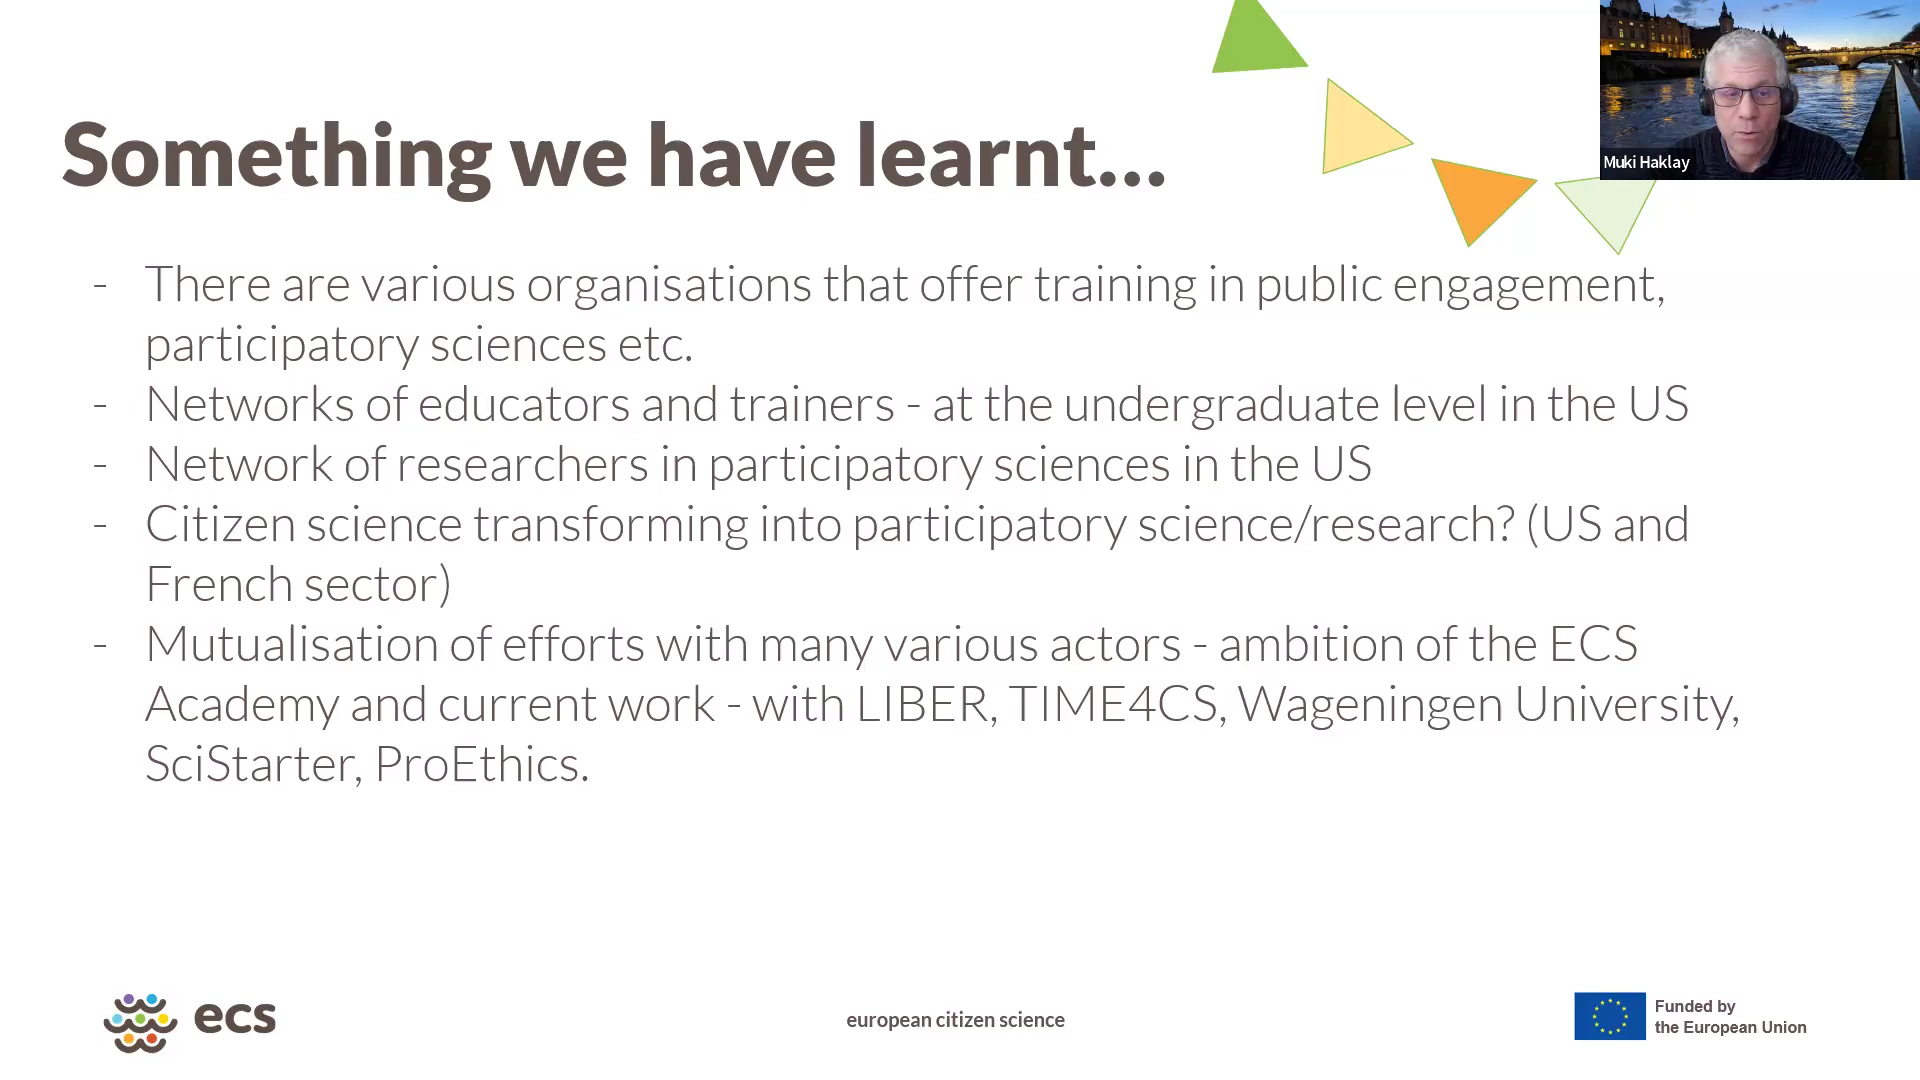 Something we have learnt...
Muki Haklay
- There are various organisations that offer training in public engagement,
participatory sciences etc.
- Networks of educators and trainers - at the undergraduate level in the US
- Network of researchers in participatory sciences in the US
- Citizen science transforming into participatory science/research? (US and
French sector)
- Mutualisation of efforts with many various actors - ambition of the ECS
Academy and current work - with LIBER, TIME4CS, Wageningen University,
SciStarter, ProEthics.
ecs
european citizen science
Funded by
the European Union